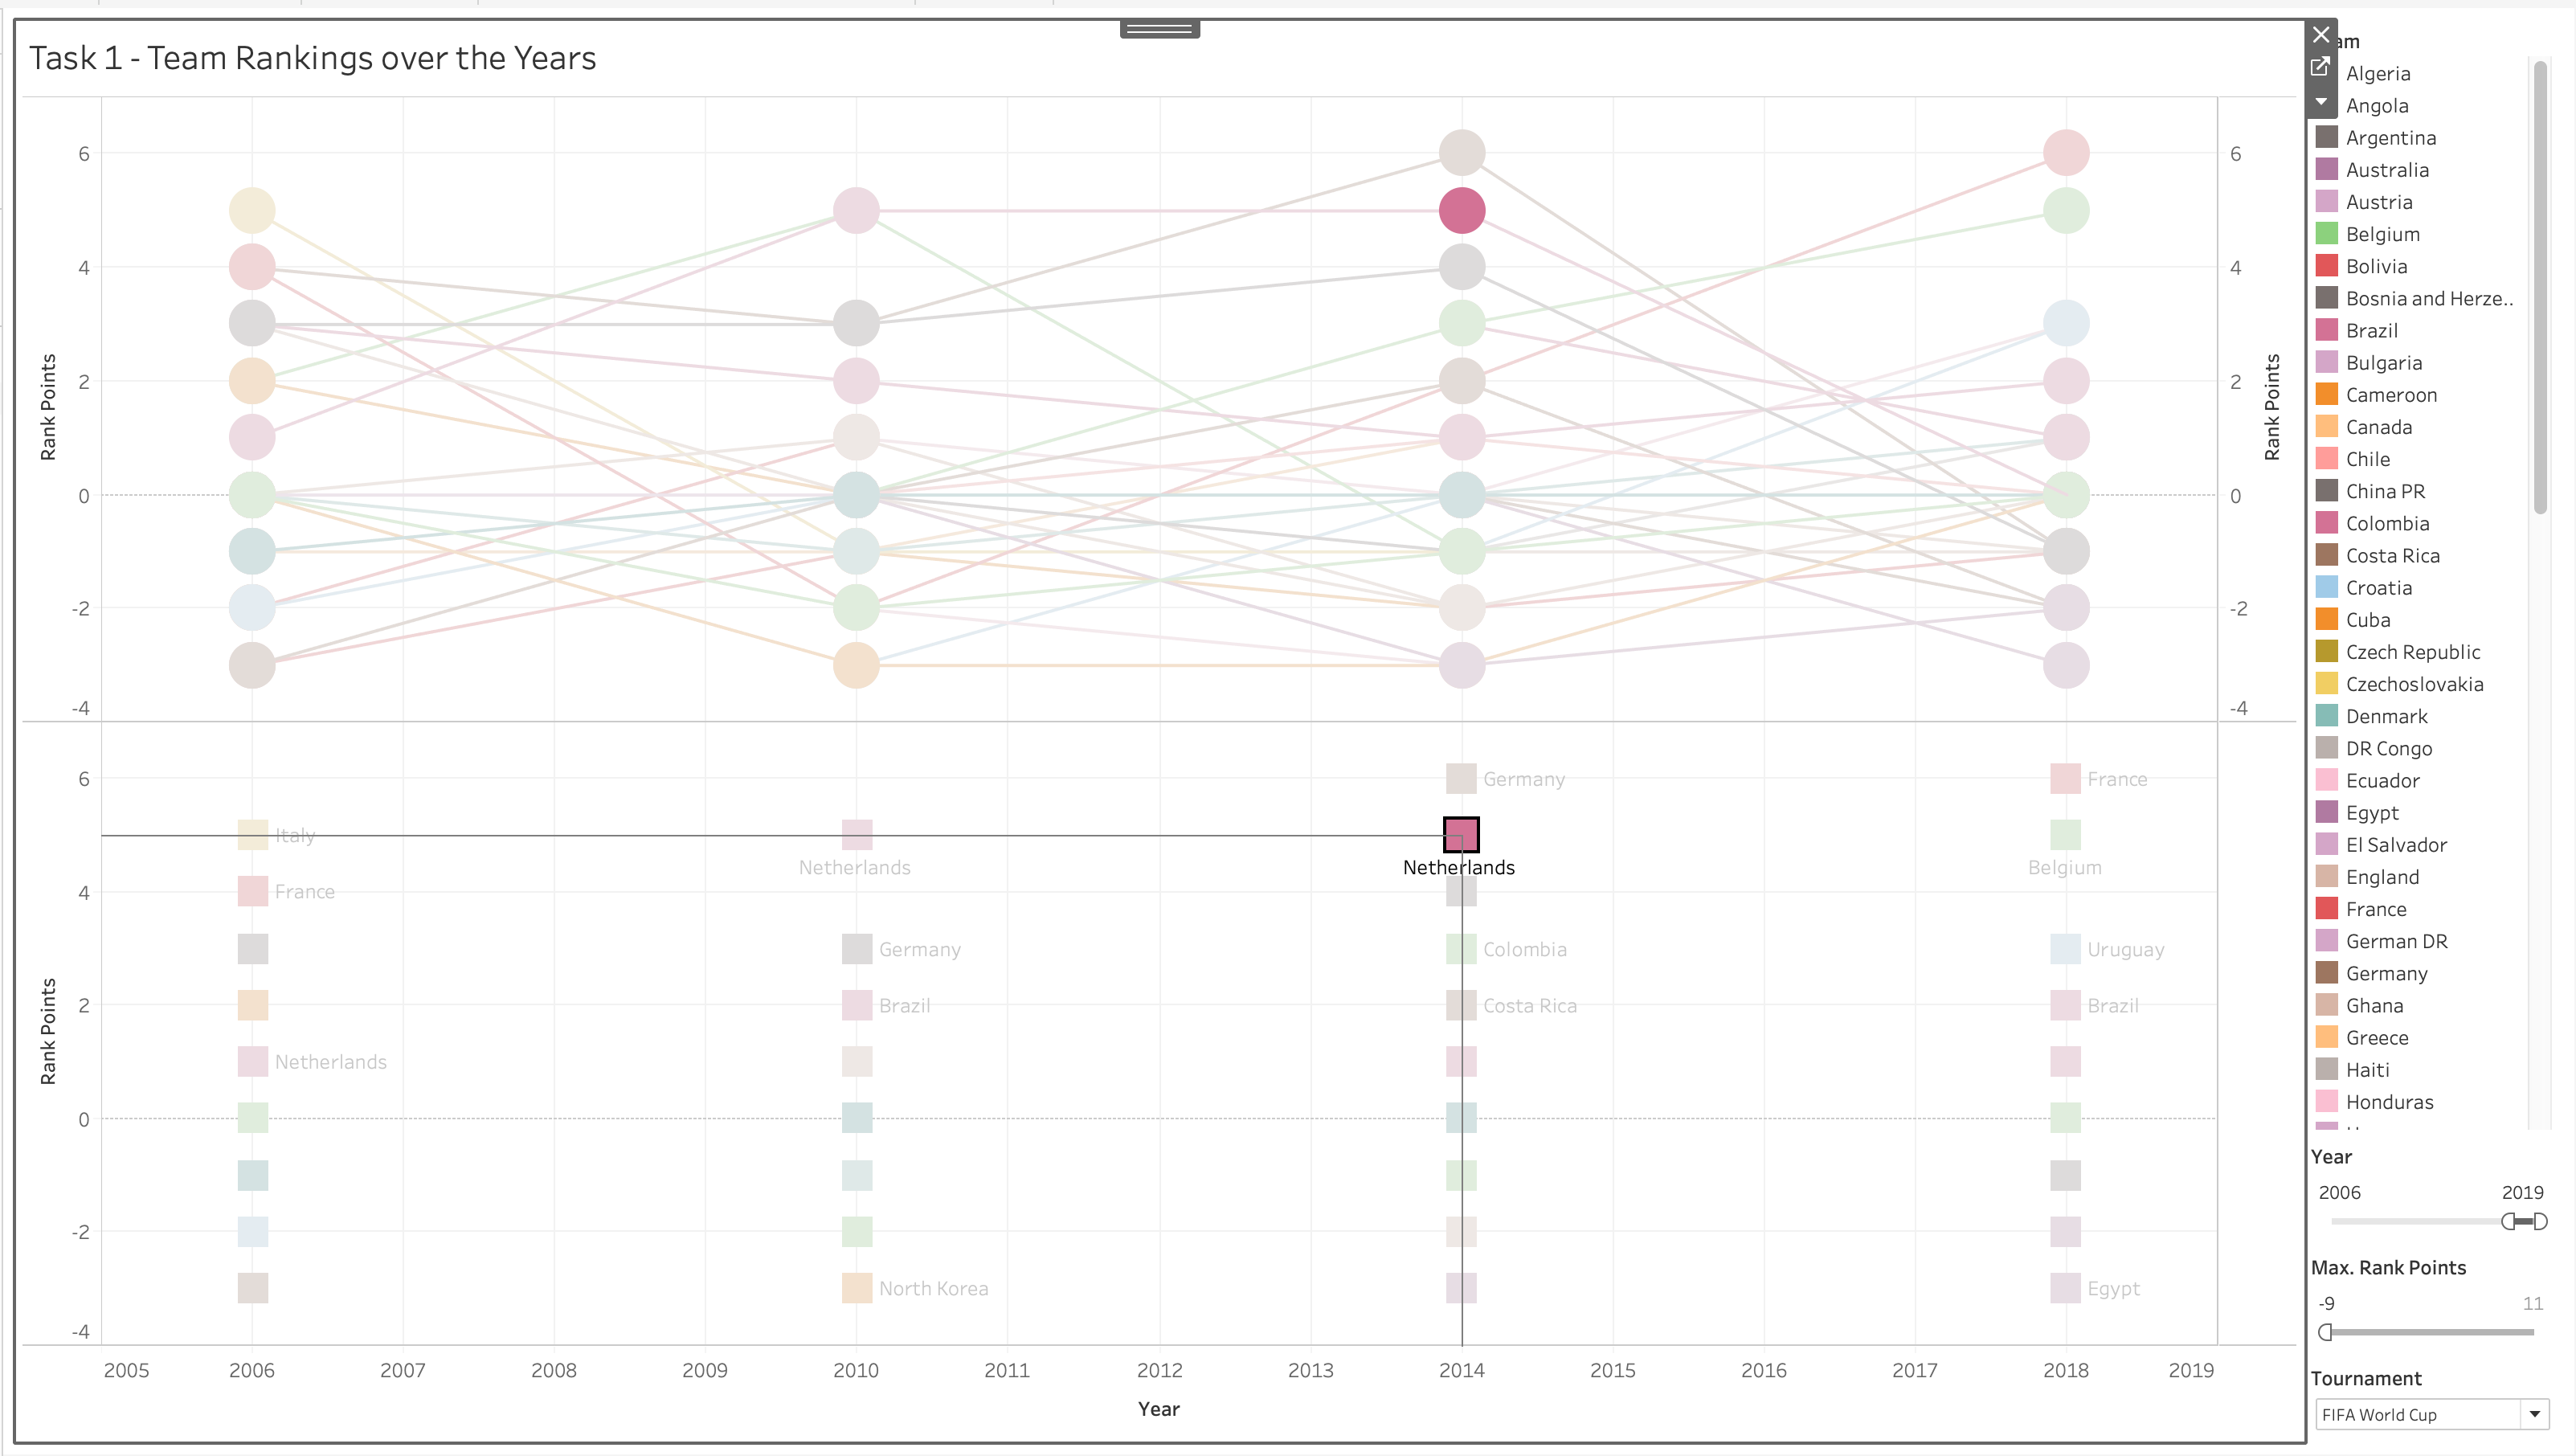 Task 1 - Team Rankings over the Years
6
4
2
0
-2
-4
Rank Points
6
4
2
0
-2
-4
Rank Points
6
4
2
0
-2
-4
Rank Points
Germany
France
Italy
Netherlands
Netherlands
Belgium
France
Germany
Colombia
Uruguay
Brazil
Costa Rica
Brazil
Netherlands
North Korea
Egypt
2005 2006 2007 2008 2009 2010 2011 2012 2013 2014 2015 2016 2017 2018 2019
Year
am
Algeria
Angola
Argentina
Australia
Austria
Belgium
Bolivia
Bosnia and Herze..
Brazil
Bulgaria
Cameroon
Canada
Chile
China PR
Colombia
Costa Rica
Croatia
Cuba
Czech Republic
Czechoslovakia
Denmark
DR Congo
Ecuador
Egypt
El Salvador
England
France
German DR
Germany
Ghana
Greece
Haiti
Honduras
Year
2006 2019
Max. Rank Points
-9 11
Tournament
FIFA World Cup